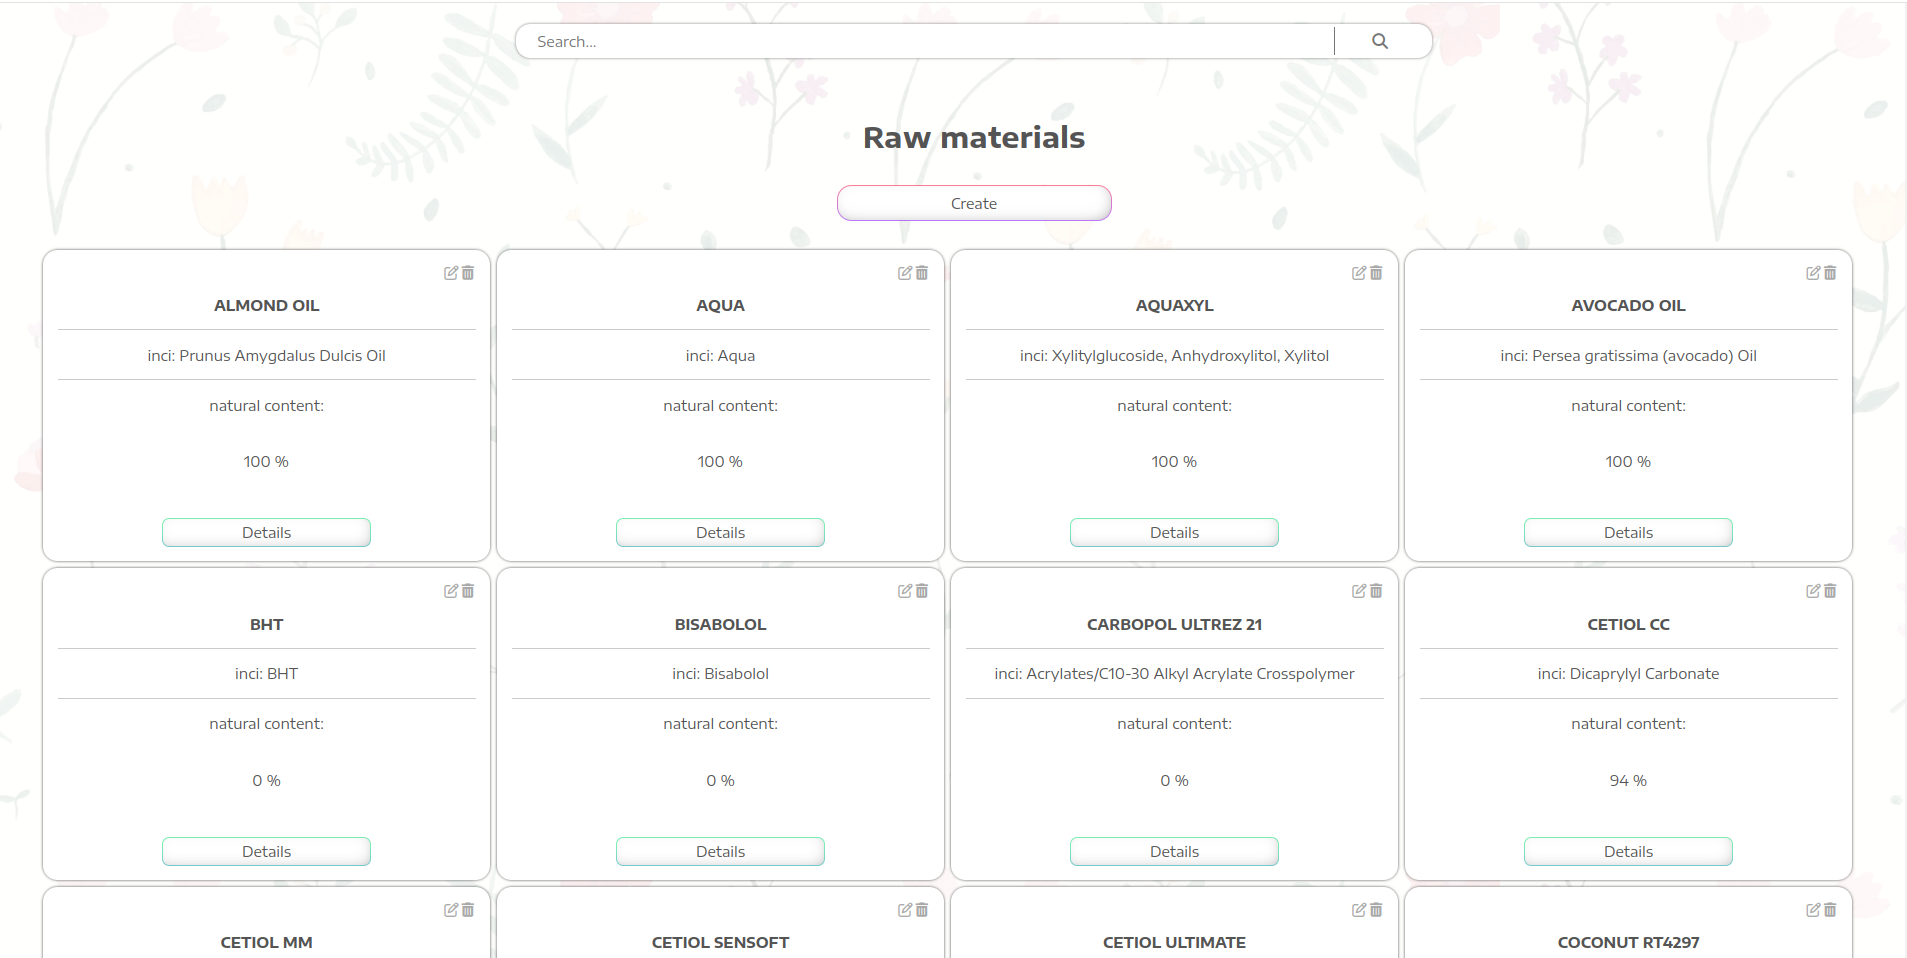 Search...
Raw materials
Create
ALMOND OIL
inci: Prunus Amygdalus Dulcis Oil
natural content:
100 %
Details
AQUA
inci: Aqua
natural content:
100 %
Details
AQUAXYL
inci: Xylitylglucoside, Anhydroxylitol, Xylitol
natural content:
100 %
Details
AVOCADO OIL
inci: Persea gratissima (avocado) Oil
natural content:
100 %
Details
BHT
inci: BHT
natural content:
0 %
Details
BISABOLOL
inci: Bisabolol
natural content:
0 %
Details
CARBOPOL ULTREZ 21
inci: Acrylates/C10-30 Alkyl Acrylate Crosspolymer
natural content:
0 %
Details
CETIOL CC
inci: Dicaprylyl Carbonate
natural content:
94 %
Details
CETIOL MM
CETIOL SENSOFT
CETIOL ULTIMATE
COCONUT RT4297